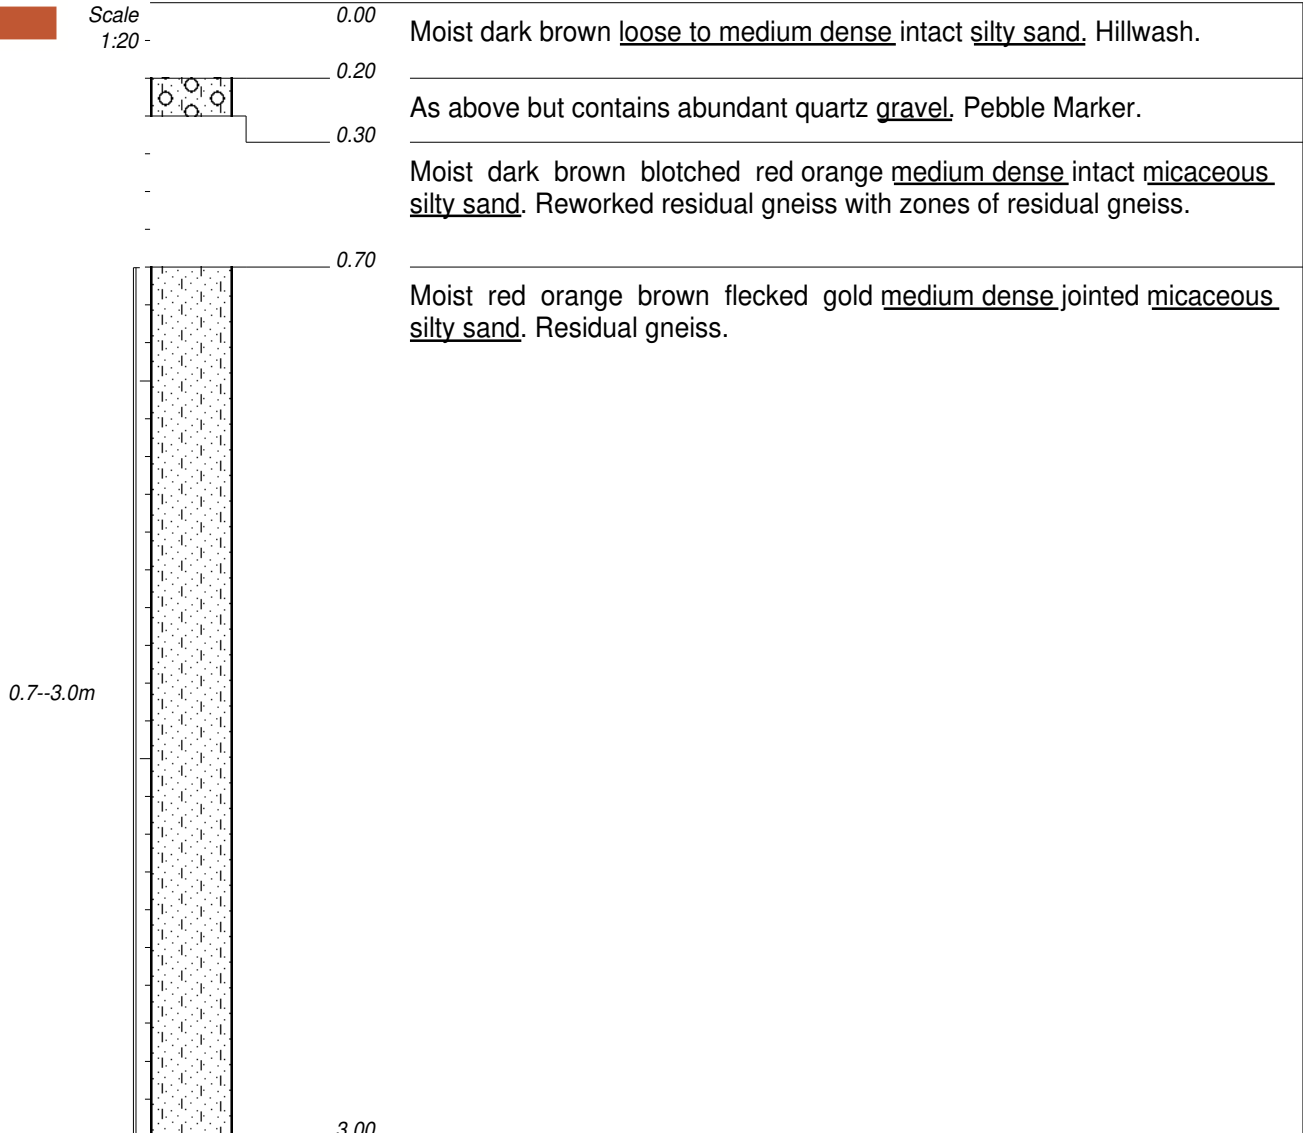 Scale
1:20
0.00
Moist dark brown loose to medium dense intact silty sand. Hillwash.
0.20
As above but contains abundant quartz gravel. Pebble Marker.
0.30
Moist dark brown blotched red orange medium dense intact micaceous
silty sand. Reworked residual gneiss with zones of residual gneiss.
0.70
Moist red orange brown flecked gold medium dense jointed micaceous
silty sand. Residual gneiss.
0.7--3.0m
3.00